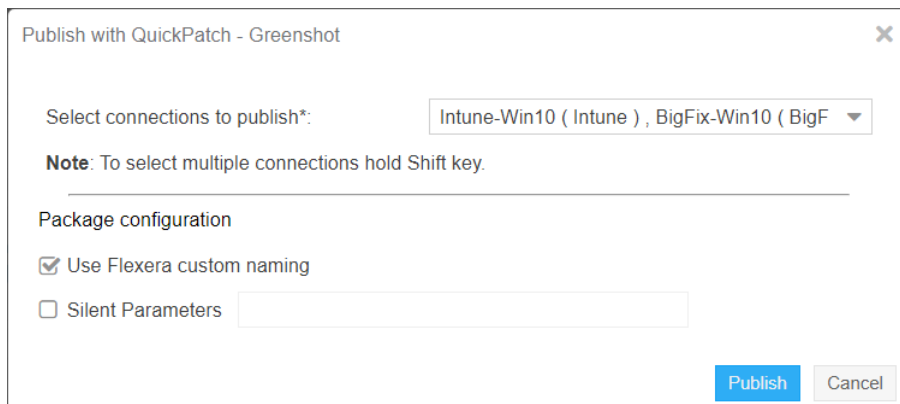 Publish with QuickPatch - Greenshot
Select connections to publish*: Intune-Win10 ( Intune ) , BigFix-Win10 ( BigF
Note: To select multiple connections hold Shift key.
Package configuration
Use Flexera custom naming
Silent Parameters
Publish Cancel